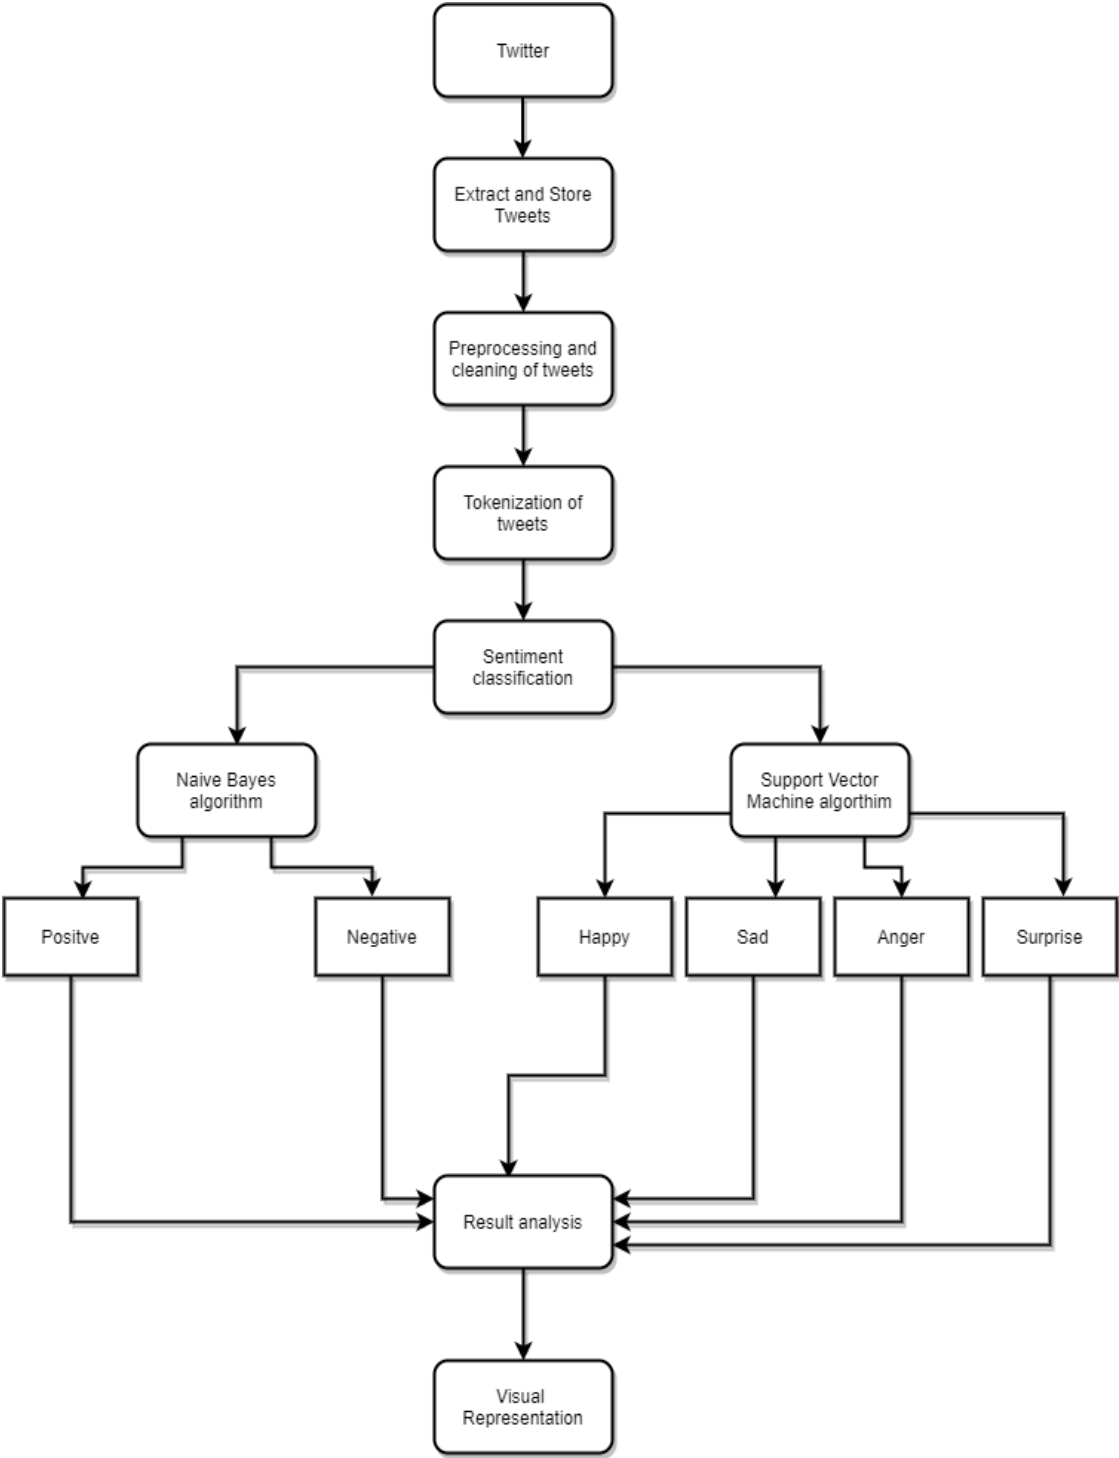 Twitter
Extract and Store
Tweets
Preprocessing and
cleaning of tweets
Tokenization of
tweets
Sentiment
classification
Naive Bayes
algorithm
Support Vector
Machine algorthim
Positve
Negative
Happy
Sad
Anger
Surprise
Result analysis
Visual
Representation